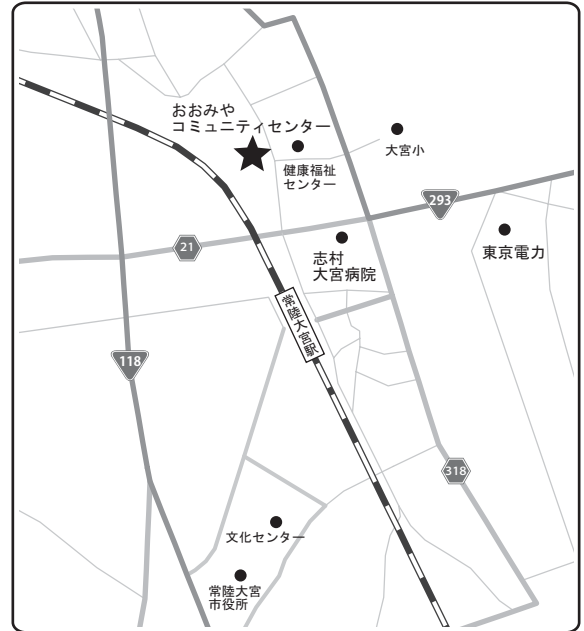 おおみや
コミュニティセンター
大宮小
健康福祉
センター
293
21
志村
大宮病院
東京電力
常陸大宮駅
118
318
文化センター
常陸大宮
市役所